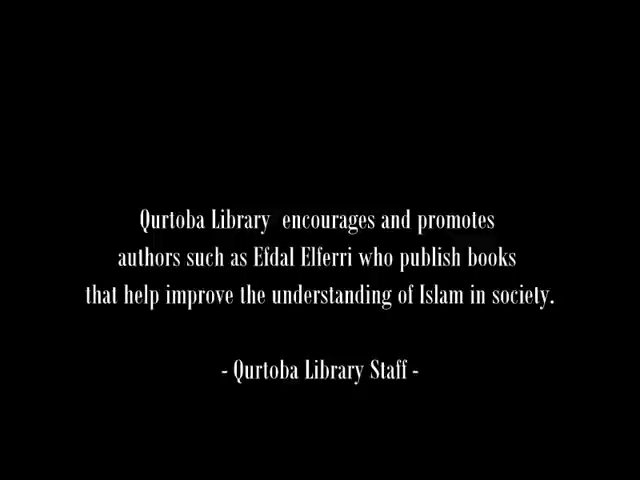 Qurtoba Library  encourages and promotes
authors such as Efdal Elferri who publish books
that help improve the understanding of Islam in society.
- Qurtoba Library Staff -